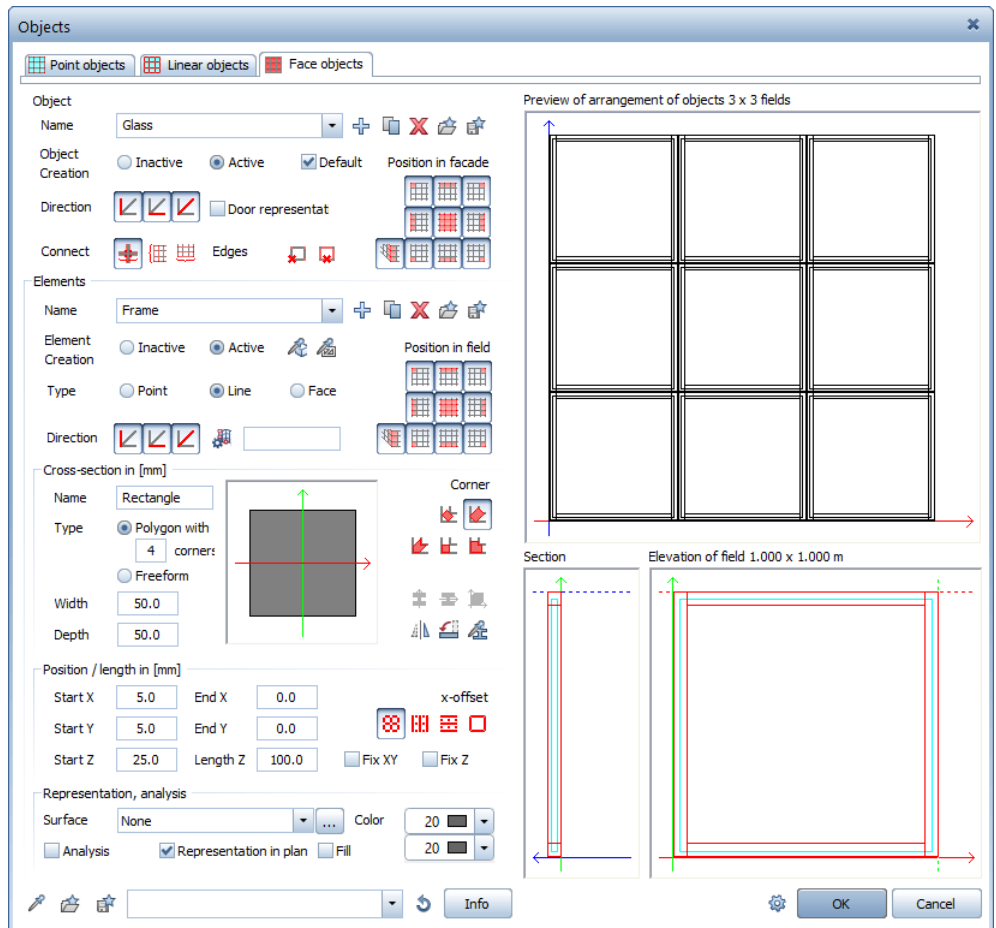 Objects
Point objects Linear objects Face objects
Object
Name Glass
Object Creation Inactive Active Default Position in facade
Direction Door representat
Connect Edges
Elements
Name Frame
Element Creation Inactive Active Position in field
Type Point Line Face
Direction
Cross-section in [mm]
Name Rectangle Corner
Type Polygon with
4 corners
Freeform
Width 50.0
Depth 50.0
Position / length in [mm]
Start X 5.0 End X 0.0 x-offset
Start Y 5.0 End Y 0.0
Start Z 25.0 Length Z 100.0 Fix XY Fix Z
Representation, analysis
Surface None ... Color 20
Analysis Representation in plan Fill 20
Preview of arrangement of objects 3 x 3 fields
Section Elevation of field 1.000 x 1.000 m
Info OK Cancel